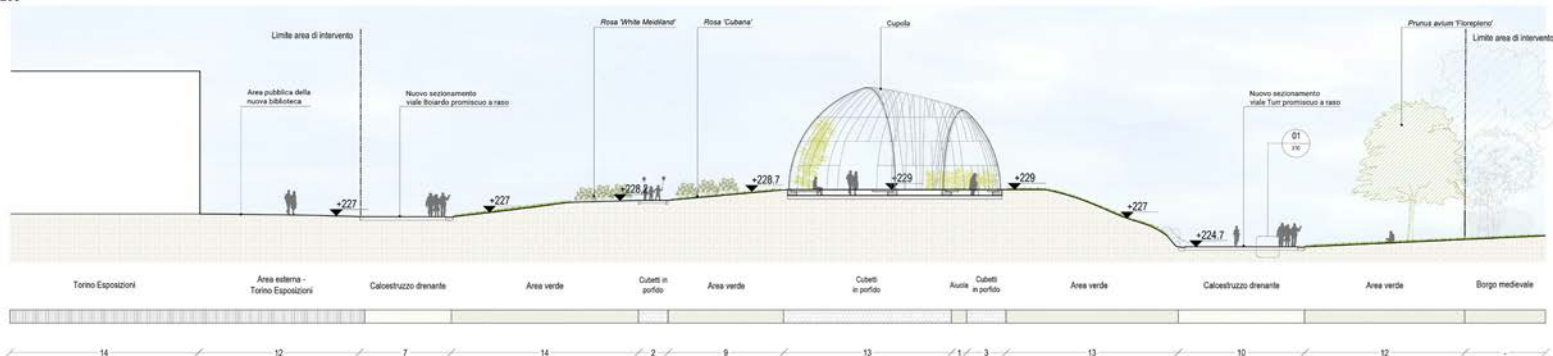 Rosa 'White Meidiland'
Rosa 'Cubana'
Cupola
Prunus avium 'Florepleno'
Limite area di intervento
Limite area di intervento
Area pubblica della
nuova biblioteca
Nuovo sezionamento
viale Boiardo promiscuo a raso
Nuovo sezionamento
viale Turr promiscuo a raso
01
+227
+227
+228.2
+228.7
+229
+229
+227
+224.7
Torino Esposizioni
Area esterna -
Torino Esposizioni
Calcestruzzo drenante
Area verde
Cubetti in
porfido
Area verde
Cubetti
in porfido
Aiuola
Cubetti
in porfido
Area verde
Calcestruzzo drenante
Area verde
Borgo medievale
14
12
7
14
2
9
13
1
3
13
10
12